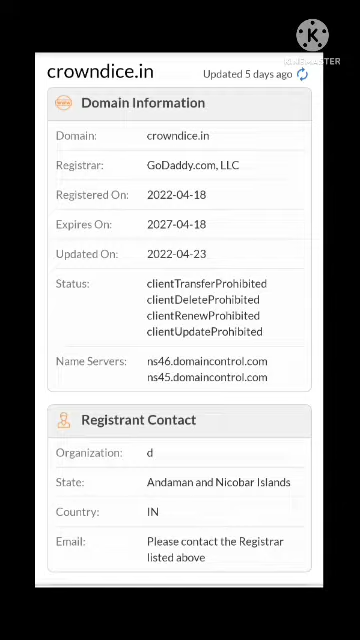 K
KINEMASTER
crowndice.in
Updated 5 days ago
www
Domain Information
Domain: crowndice.in
Registrar: GoDaddy.com, LLC
Registered On: 2022-04-18
Expires On: 2027-04-18
Updated On: 2022-04-23
Status: clientTransferProhibited
clientDeleteProhibited
clientRenewProhibited
clientUpdateProhibited
Name Servers: ns46.domaincontrol.com
ns45.domaincontrol.com
Registrant Contact
Organization: d
State: Andaman and Nicobar Islands
Country: IN
Email: Please contact the Registrar
listed above